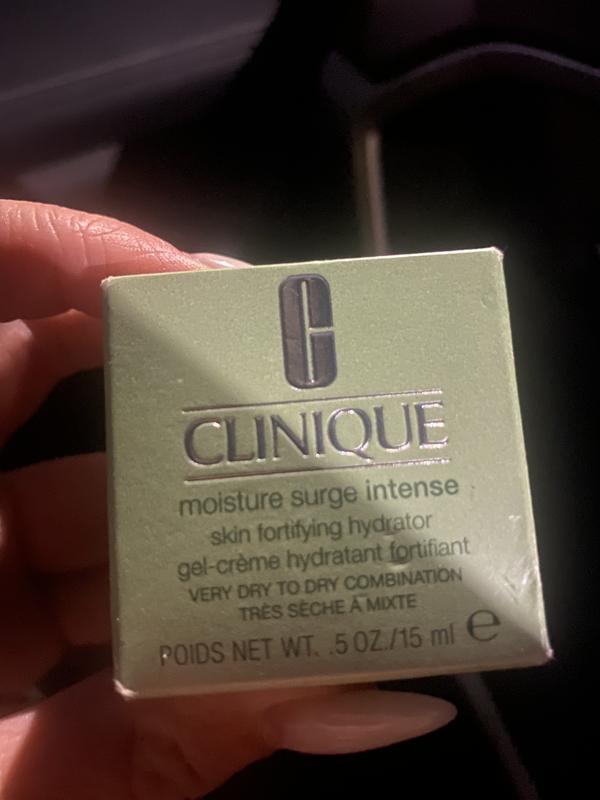 C
CLINIQUE
moisture surge intense
skin fortifying hydrator
gel-crème hydratant fortifiant
VERY DRY TO DRY COMBINATION
TRÈS SÈCHE À MIXTE
POIDS NET WT. .5 OZ./15 ml ℮